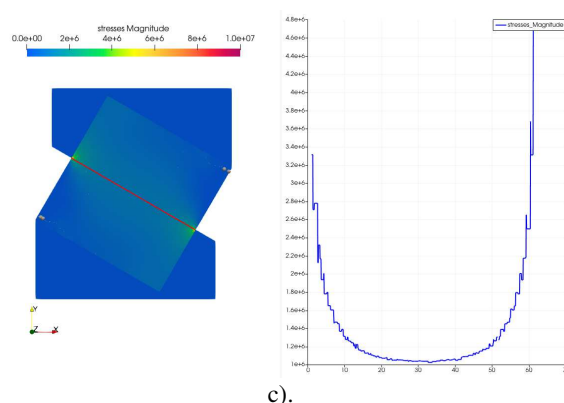 stresses Magnitude
0.0e+00 2e+6 4e+6 6e+6 8e+6 1.0e+07
Y
Z X
stresses_Magnitude
4.8e+6
4.6e+6
4.4e+6
4.2e+6
4e+6
3.8e+6
3.6e+6
3.4e+6
3.2e+6
3e+6
2.8e+6
2.6e+6
2.4e+6
2.2e+6
2e+6
1.8e+6
1.6e+6
1.4e+6
1.2e+6
1e+6
0 10 20 30 40 50 60
c).